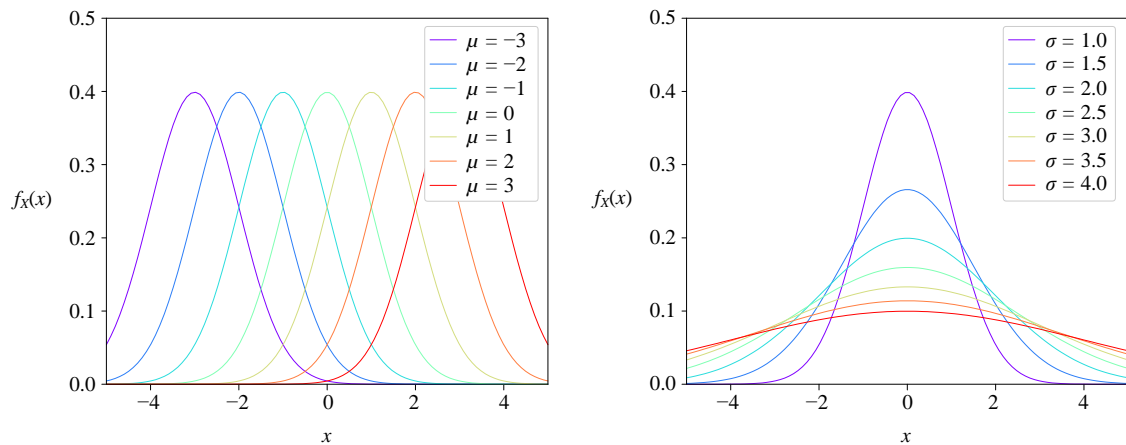 0.5
0.4
0.3
0.2
0.1
0.0
f_X(x)
−4 −2 0 2 4
x
μ = −3
μ = −2
μ = −1
μ = 0
μ = 1
μ = 2
μ = 3
0.5
0.4
0.3
0.2
0.1
0.0
f_X(x)
−4 −2 0 2 4
x
σ = 1.0
σ = 1.5
σ = 2.0
σ = 2.5
σ = 3.0
σ = 3.5
σ = 4.0